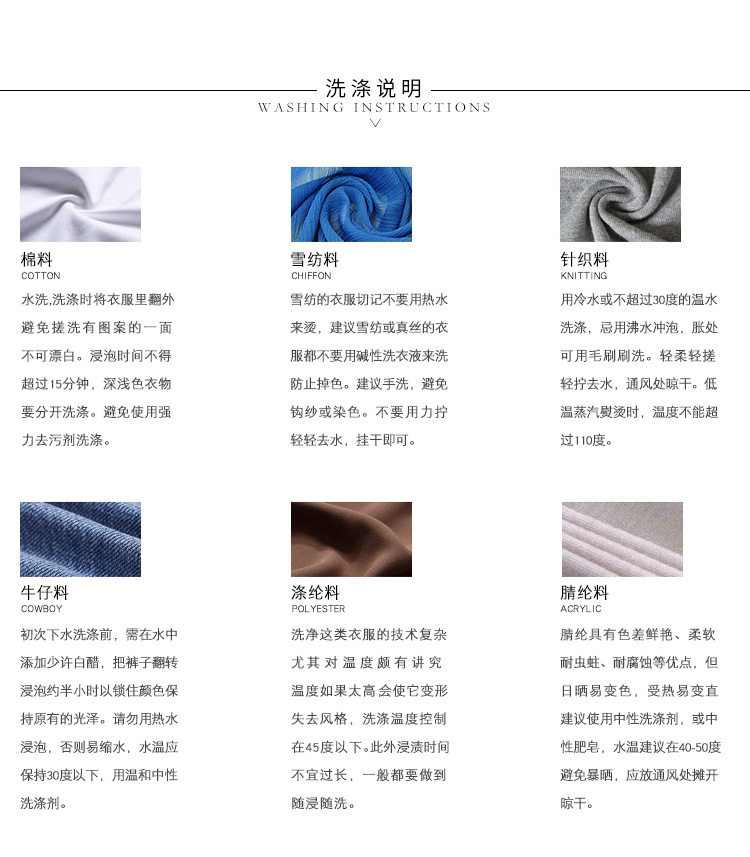 洗涤说明
WASHING INSTRUCTIONS
棉料
COTTON
水洗,洗涤时将衣服里翻外
避免搓洗有图案的一面
不可漂白。浸泡时间不得
超过15分钟，深浅色衣物
要分开洗涤。避免使用强
力去污剂洗涤。
雪纺料
CHIFFON
雪纺的衣服切记不要用热水
来烫，建议雪纺或真丝的衣
服都不要用碱性洗衣液来洗
防止掉色。建议手洗，避免
钩纱或染色。不要用力拧
轻轻去水，挂干即可。
针织料
KNITTING
用冷水或不超过30度的温水
洗涤，忌用沸水冲泡，胀处
可用毛刷刷洗。轻柔轻搓
轻拧去水，通风处晾干。低
温蒸汽熨烫时，温度不能超
过110度。
牛仔料
COWBOY
初次下水洗涤前，需在水中
添加少许白醋，把裤子翻转
浸泡约半小时以锁住颜色保
持原有的光泽。请勿用热水
浸泡，否则易缩水，水温应
保持30度以下，用温和中性
洗涤剂。
涤纶料
POLYESTER
洗净这类衣服的技术复杂
尤其对温度颇有讲究
温度如果太高会使它变形
失去风格，洗涤温度控制
在45度以下。此外浸渍时间
不宜过长，一般都要做到
随浸随洗。
腈纶料
ACRYLIC
腈纶具有色差鲜艳、柔软
耐虫蛀、耐腐蚀等优点，但
日晒易变色，受热易变直
建议使用中性洗涤剂，或中
性肥皂，水温建议在40-50度
避免暴晒，应放通风处摊开
晾干。